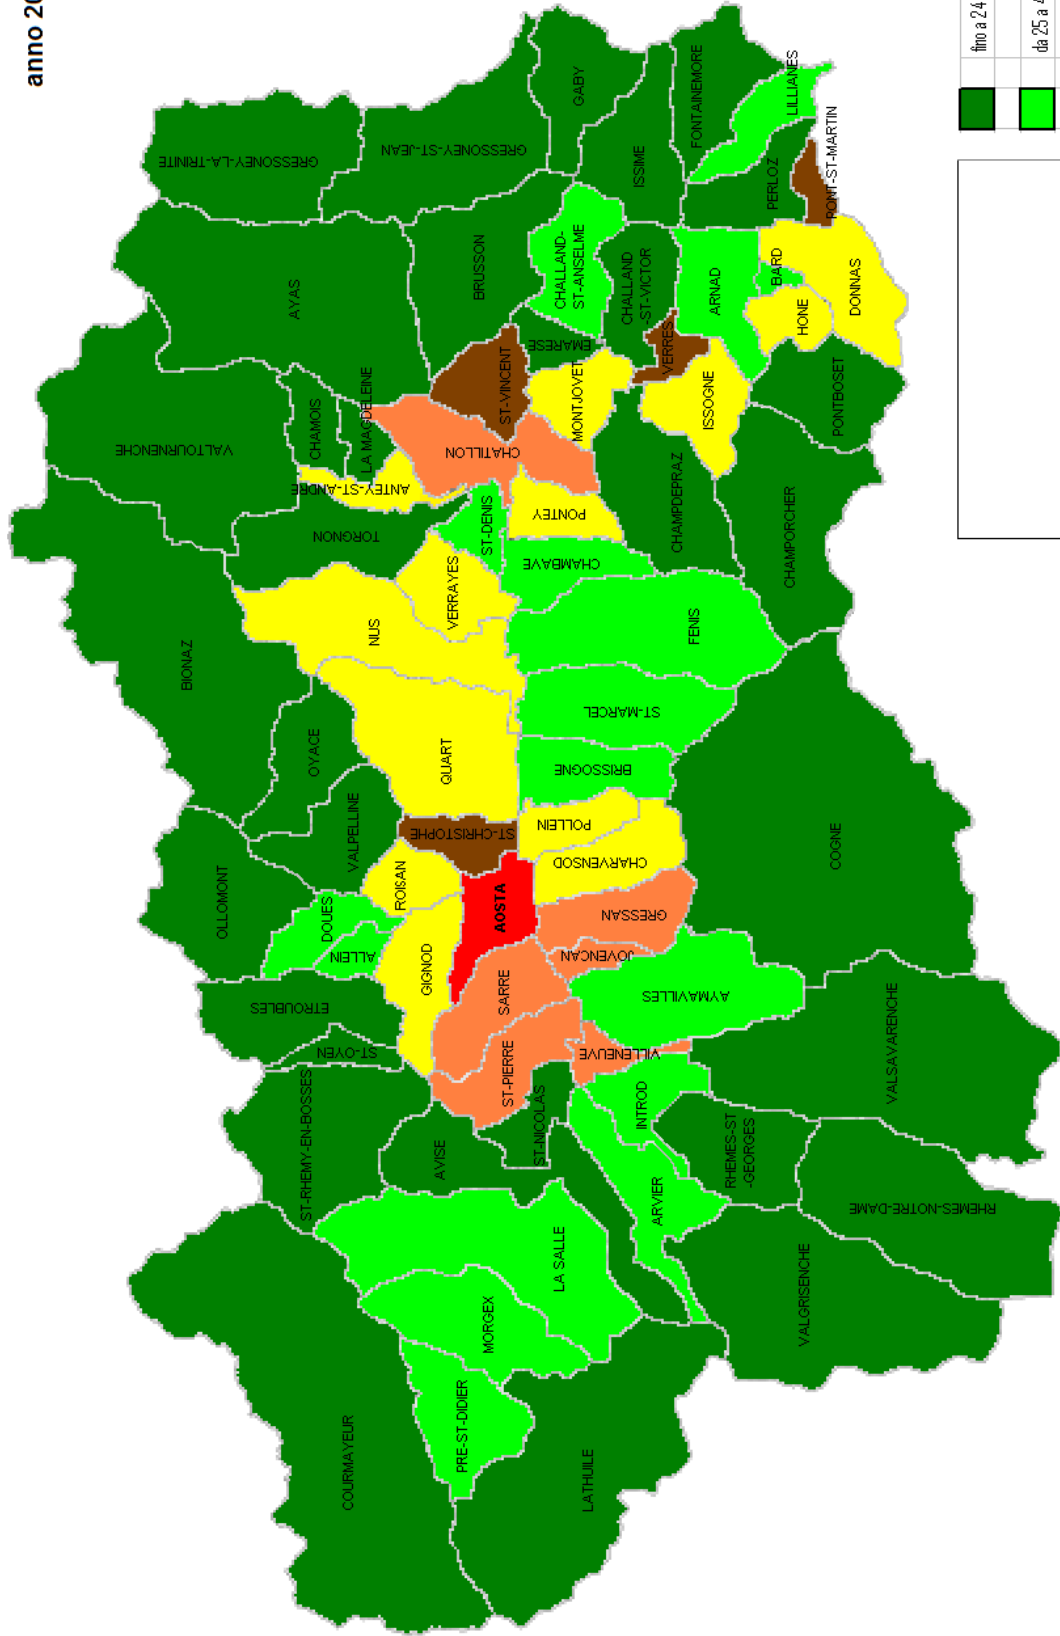 anno 20
fino a 24
da 25 a 4
GRESSONEY-LA-TRINITE
GRESSONEY-ST-JEAN
GABY
FONTAINEMORE
LILLIANES
ISSIME
PERLOZ
PONT-ST-MARTIN
AYAS
BRUSSON
CHALLAND-
ST-ANSELME
CHALLAND
-ST-VICTOR
ARNAD
BARD
HONE
DONNAS
EMARESE
VERRES
ST-VINCENT
MONTJOVET
ISSOGNE
PONTBOSET
VALTOURNENCHE
CHAMOIS
LA MAGDELEINE
ANTEY-ST-ANDRE
CHATILLON
CHAMPDEPRAZ
CHAMPORCHER
TORGNON
ST-DENIS
PONTEY
CHAMBAVE
VERRAYES
NUS
FENIS
BIONAZ
OYACE
QUART
ST-MARCEL
BRISSOGNE
VALPELLINE
ST-CHRISTOPHE
POLLEIN
CHARVENSOD
COGNE
OLLOMONT
DOUES
ALLEIN
ROISAN
AOSTA
GRESSAN
GIGNOD
JOVENCAN
SARRE
AYMAVILLES
ETROUBLES
ST-OYEN
ST-RHEMY-EN-BOSSES
ST-PIERRE
VILLENEUVE
VALSAVARENCHE
ST-NICOLAS
INTROD
AVISE
RHEMES-ST
-GEORGES
RHEMES-NOTRE-DAME
ARVIER
LA SALLE
VALGRISENCHE
MORGEX
PRE-ST-DIDIER
COURMAYEUR
LATHUILE